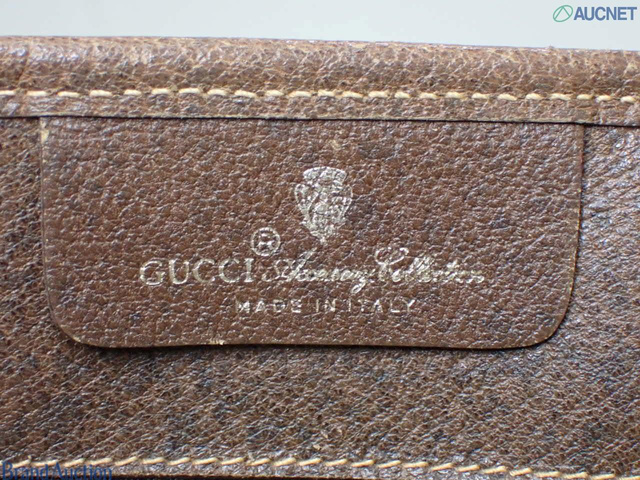 AUCNET
GUCCI Accessory Collection
MADE IN ITALY
Brand Auction